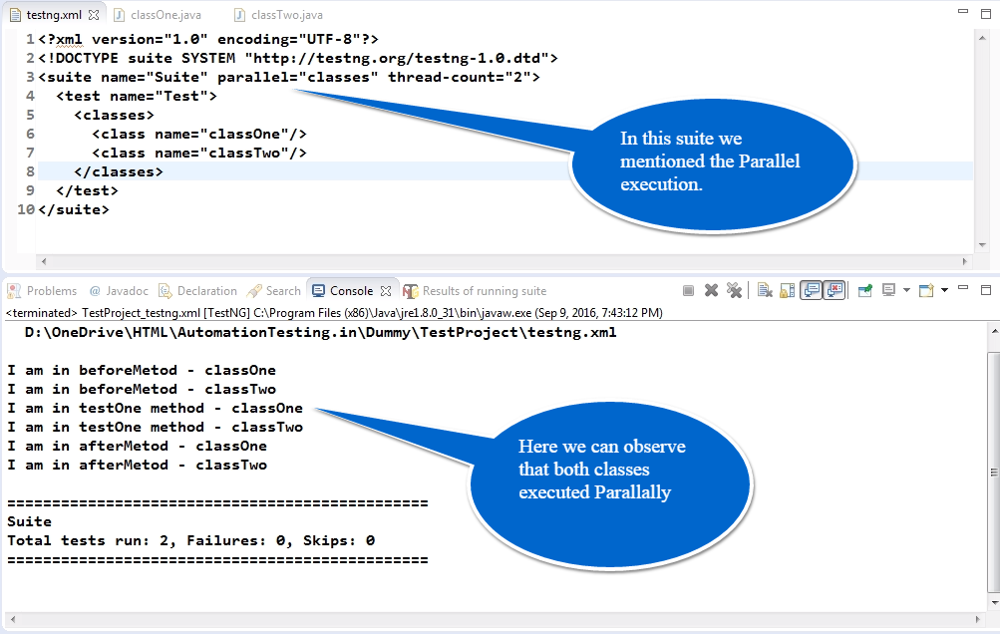 testng.xml classOne.java classTwo.java
1 <?xml version="1.0" encoding="UTF-8"?>
2 <!DOCTYPE suite SYSTEM "http://testng.org/testng-1.0.dtd">
3 <suite name="Suite" parallel="classes" thread-count="2">
4 <test name="Test">
5 <classes>
6 <class name="classOne"/>
7 <class name="classTwo"/>
8 </classes>
9 </test>
10 </suite>
In this suite we
mentioned the Parallel
execution.
Problems @ Javadoc Declaration Search Console Results of running suite
<terminated> TestProject_testng.xml [TestNG] C:\Program Files (x86)\Java\jre1.8.0_31\bin\javaw.exe (Sep 9, 2016, 7:43:12 PM)
D:\OneDrive\HTML\AutomationTesting.in\Dummy\TestProject\testng.xml
I am in beforeMetod - classOne
I am in beforeMetod - classTwo
I am in testOne method - classOne
I am in testOne method - classTwo
I am in afterMetod - classOne
I am in afterMetod - classTwo
Here we can observe
that both classes
executed Parallally
===============================================
Suite
Total tests run: 2, Failures: 0, Skips: 0
===============================================